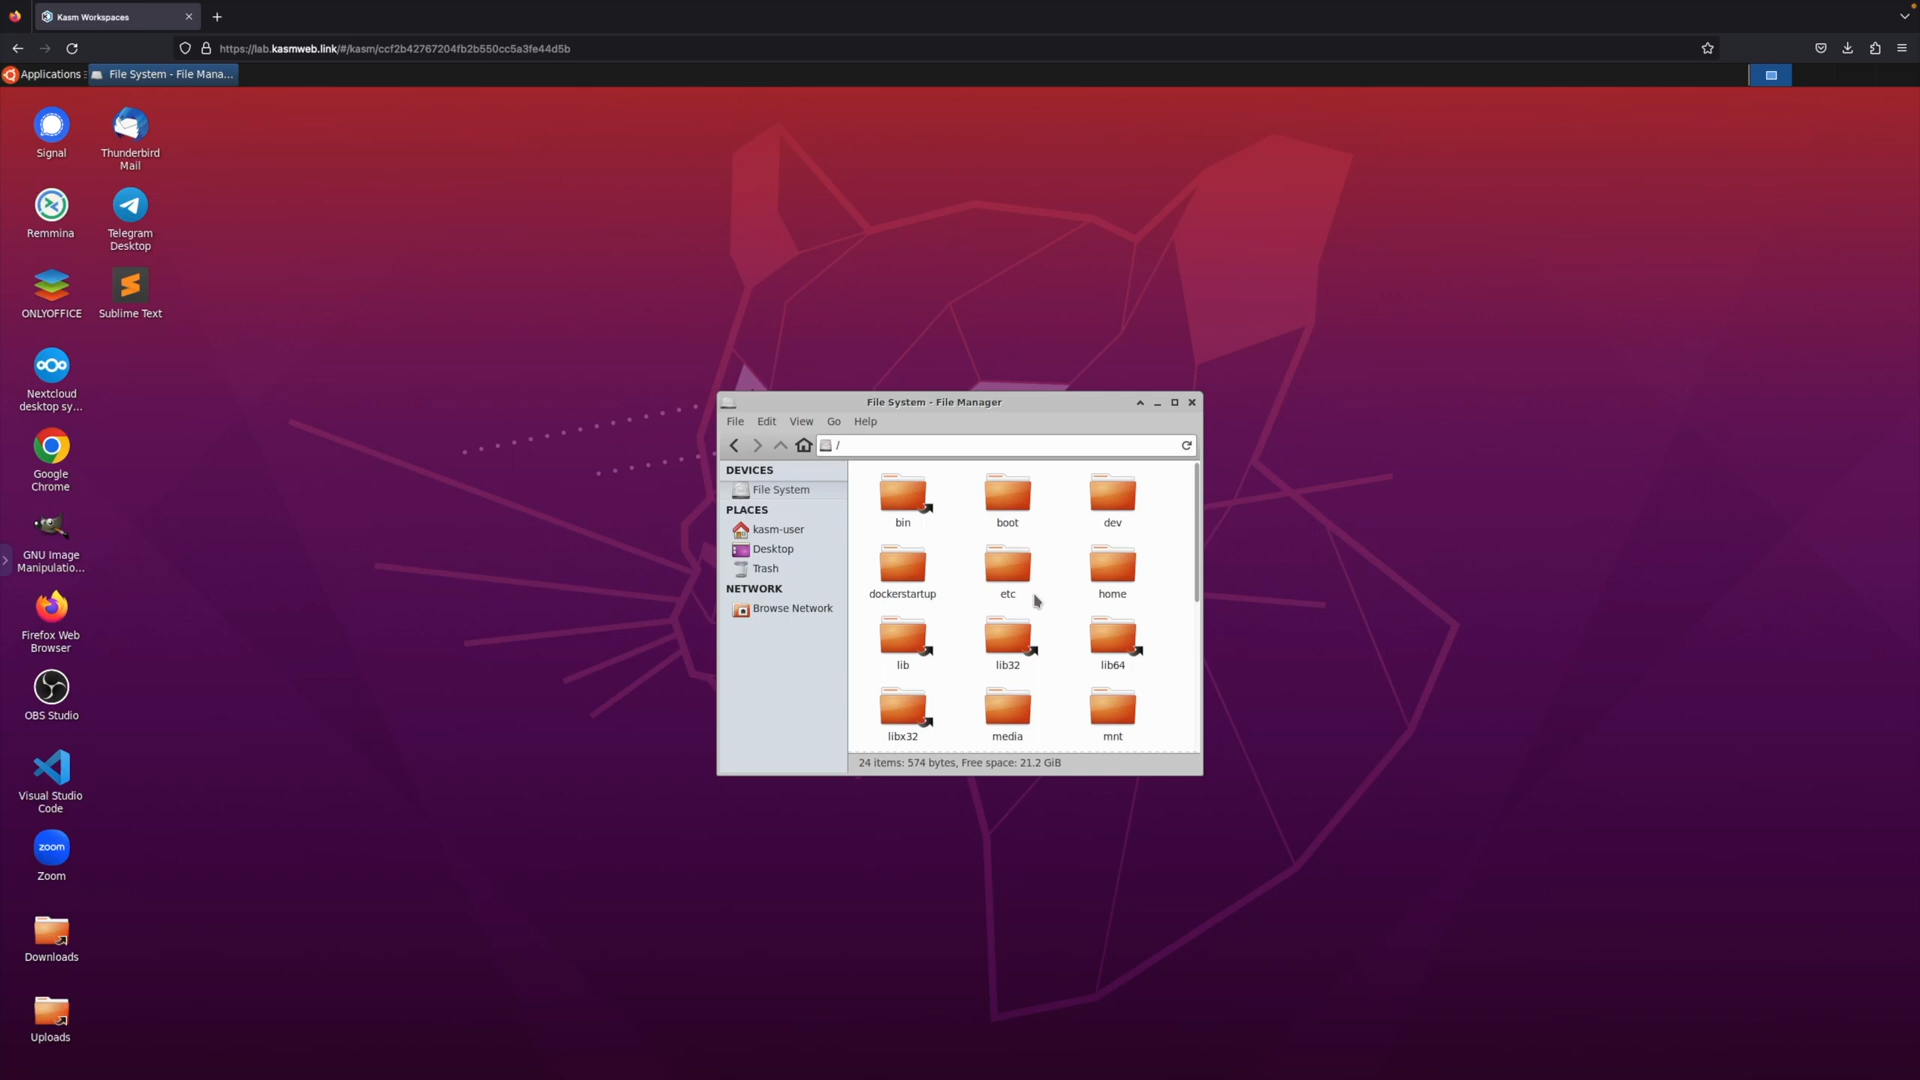 Kasm Workspaces
https://lab.kasmweb.link/#/kasm/ccf2b42767204fb2b550cc5a3fe44d5b
Applications
File System - File Mana...
Signal
Thunderbird
Mail
Remmina
Telegram
Desktop
ONLYOFFICE
Sublime Text
Nextcloud
desktop sy...
Google
Chrome
GNU Image
Manipulatio...
Firefox Web
Browser
OBS Studio
Visual Studio
Code
zoom
Zoom
Downloads
Uploads
File System - File Manager
File Edit View Go Help
/
DEVICES
File System
PLACES
kasm-user
Desktop
Trash
NETWORK
Browse Network
bin boot dev
dockerstartup etc home
lib lib32 lib64
libx32 media mnt
24 items: 574 bytes, Free space: 21.2 GiB